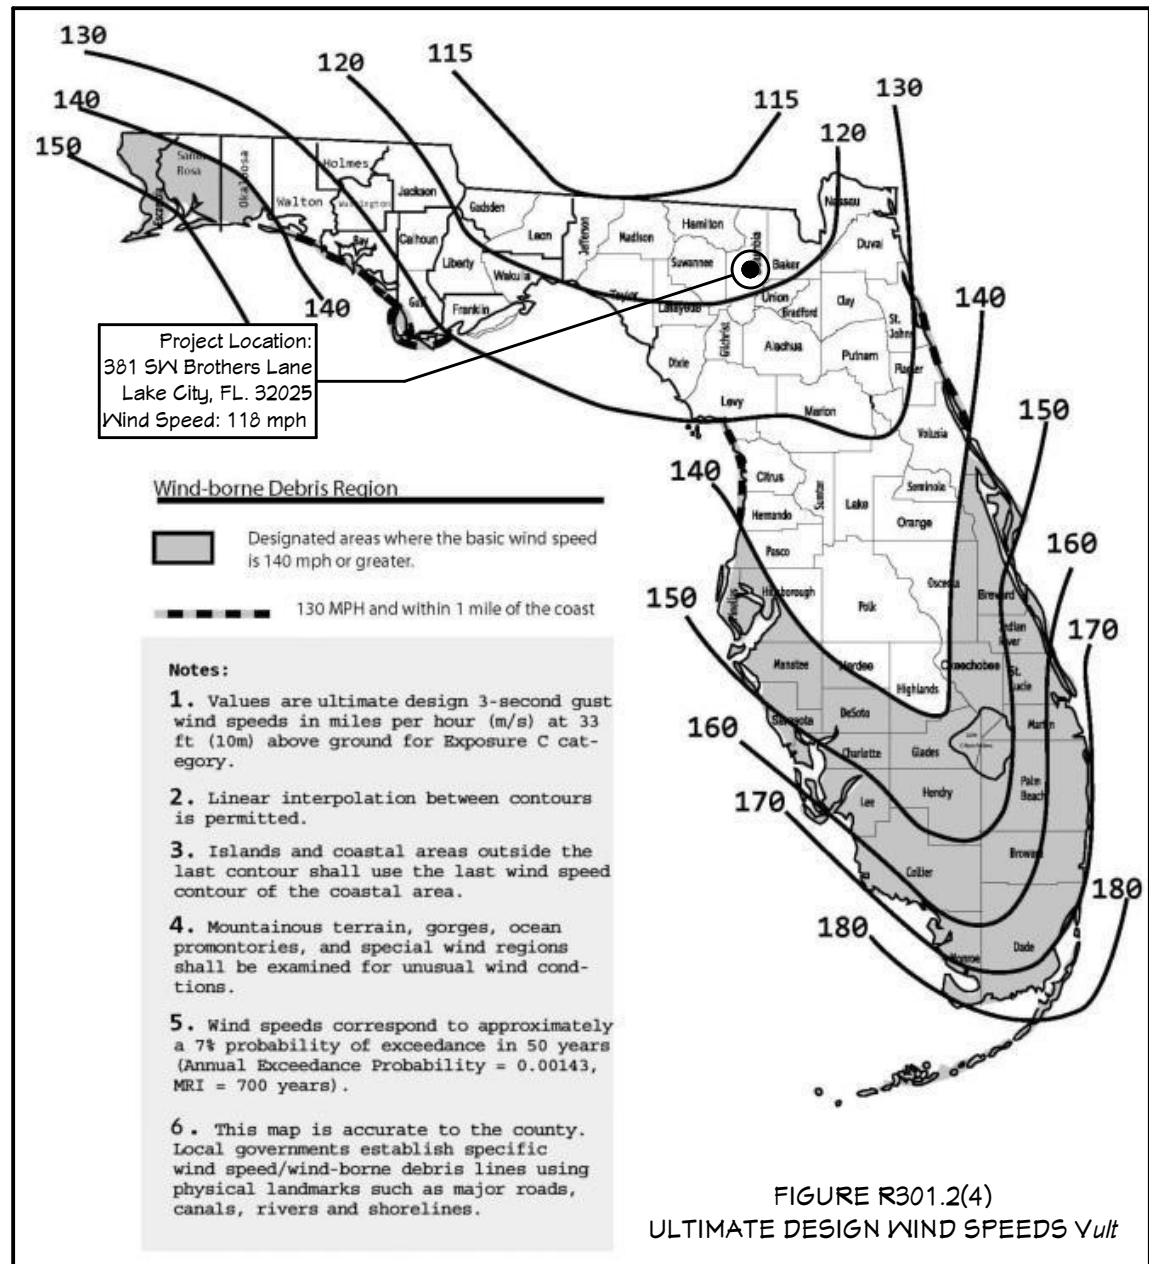 130
120
115
115
130
120
140
150
140
140
150
140
160
150
170
160
170
180
180
Santa
Rosa
Escambia
Okaloosa
Walton
Holmes
Washington
Jackson
Bay
Calhoun
Gulf
Liberty
Gadsden
Leon
Wakulla
Franklin
Jefferson
Madison
Taylor
Hamilton
Suwannee
Lafayette
Dixie
Gilchrist
Baker
Union
Bradford
Nassau
Duval
Clay
St.
Johns
Alachua
Putnam
Flagler
Levy
Marion
Volusia
Citrus
Sumter
Lake
Seminole
Hernando
Orange
Pasco
Osceola
Brevard
Pinellas
Hillsborough
Polk
Indian
River
Manatee
Hardee
Highlands
Okeechobee
St.
Lucie
Sarasota
DeSoto
Martin
Charlotte
Glades
Lee
Hendry
Palm
Beach
Collier
Broward
Monroe
Dade
Project Location:
381 SW Brothers Lane
Lake City, FL. 32025
Wind Speed: 118 mph
Wind-borne Debris Region
Designated areas where the basic wind speed
is 140 mph or greater.
130 MPH and within 1 mile of the coast
Notes:
1. Values are ultimate design 3-second gust
wind speeds in miles per hour (m/s) at 33
ft (10m) above ground for Exposure C cat-
egory.
2. Linear interpolation between contours
is permitted.
3. Islands and coastal areas outside the
last contour shall use the last wind speed
contour of the coastal area.
4. Mountainous terrain, gorges, ocean
promontories, and special wind regions
shall be examined for unusual wind cond-
tions.
5. Wind speeds correspond to approximately
a 7% probability of exceedance in 50 years
(Annual Exceedance Probability = 0.00143,
MRI = 700 years).
6. This map is accurate to the county.
Local governments establish specific
wind speed/wind-borne debris lines using
physical landmarks such as major roads,
canals, rivers and shorelines.
FIGURE R301.2(4)
ULTIMATE DESIGN WIND SPEEDS Vult